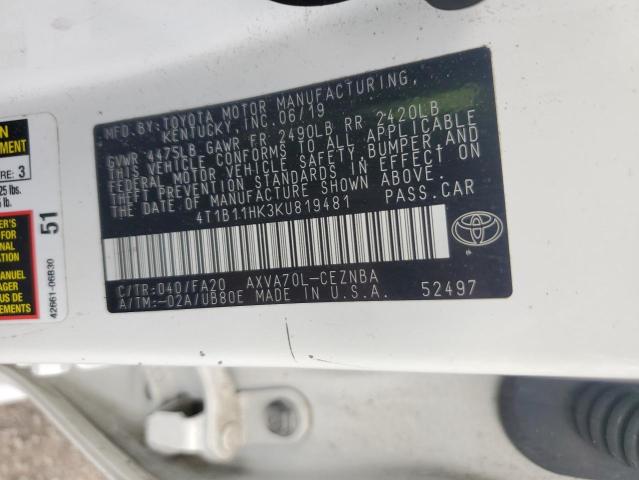 MFD.BY:TOYOTA MOTOR MANUFACTURING,
KENTUCKY, INC. 06/19
GVWR 4475LB GAWR FR 2490LB RR 2420LB
THIS VEHICLE CONFORMS TO ALL APPLICABLE
FEDERAL MOTOR VEHICLE SAFETY, BUMPER, AND
THEFT PREVENTION STANDARDS IN EFFECT ON
THE DATE OF MANUFACTURE SHOWN ABOVE.
4T1B11HK3KU819481 PASS.CAR
C/TR:040/FA20 AXVA70L-CEZNBA
A/TM:-02A/UB80E MADE IN U.S.A. 52497
TOYOTA
3
51
42661-06B30